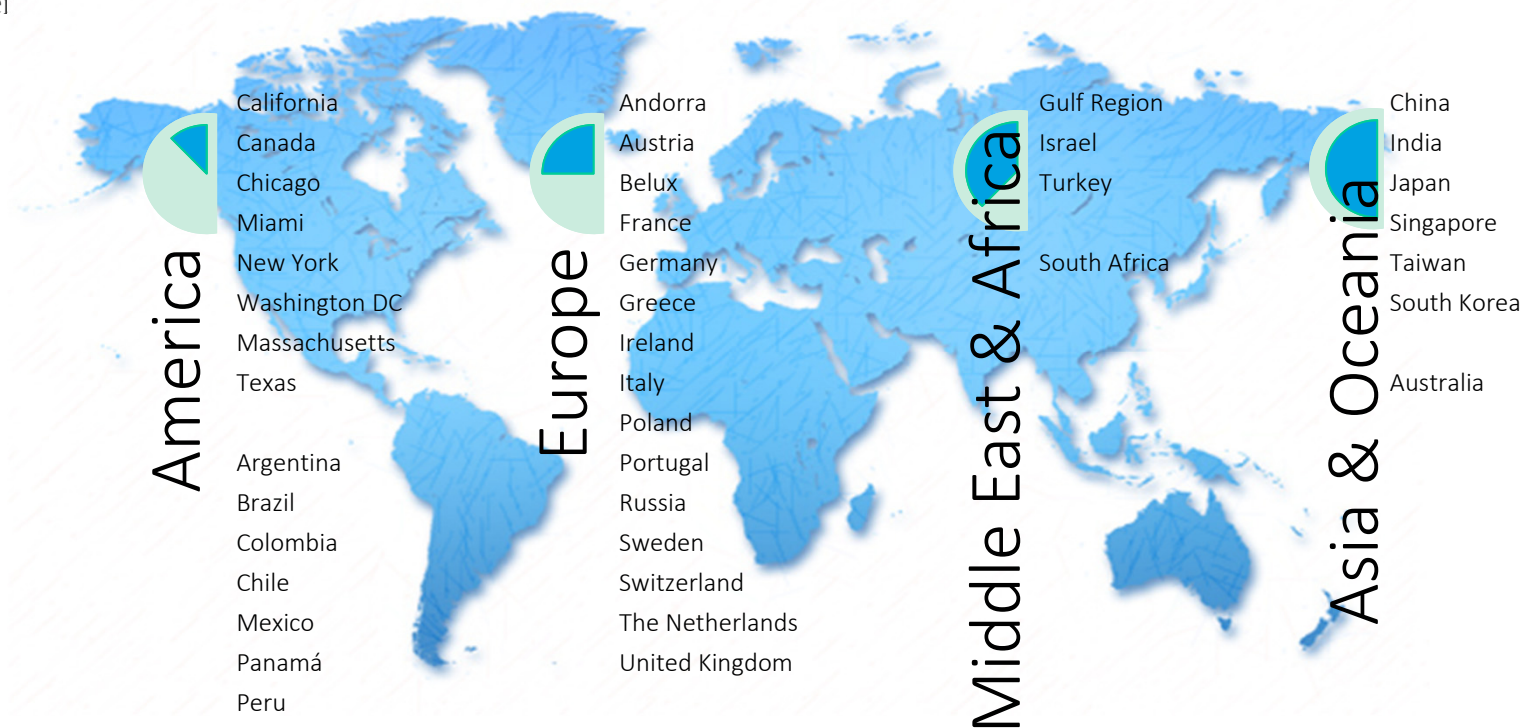 America
California
Canada
Chicago
Miami
New York
Washington DC
Massachusetts
Texas
Argentina
Brazil
Colombia
Chile
Mexico
Panamá
Peru
Europe
Andorra
Austria
Belux
France
Germany
Greece
Ireland
Italy
Poland
Portugal
Russia
Sweden
Switzerland
The Netherlands
United Kingdom
Middle East & Africa
Gulf Region
Israel
Turkey
South Africa
Asia & Oceania
China
India
Japan
Singapore
Taiwan
South Korea
Australia